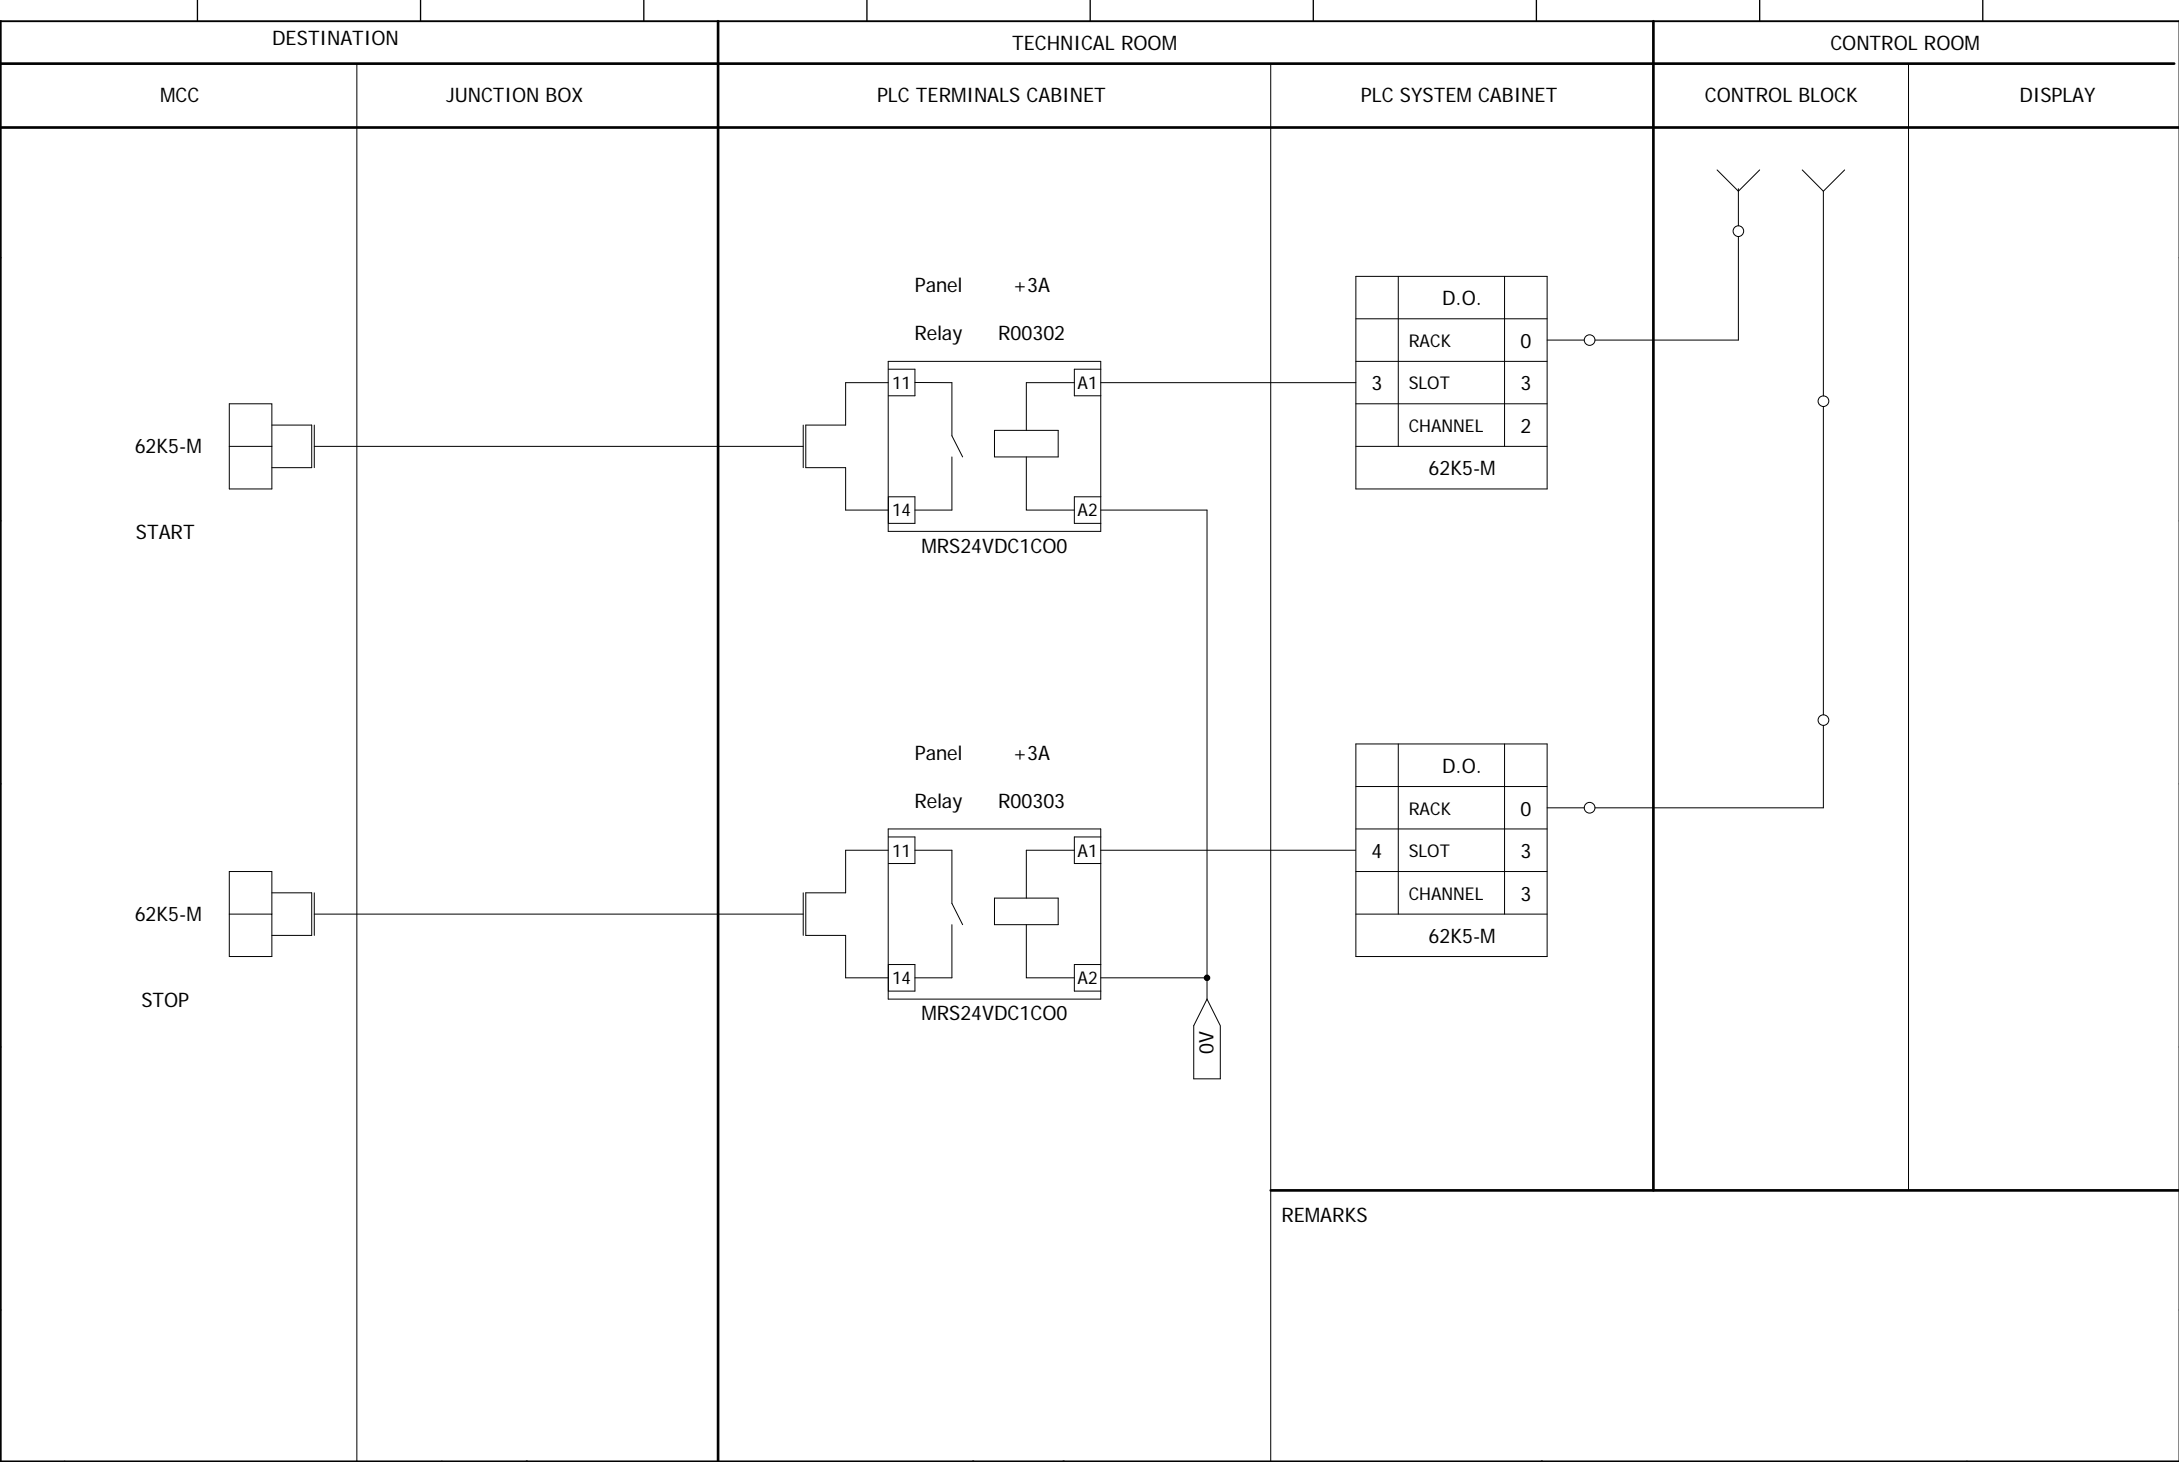 DESTINATION
TECHNICAL ROOM
CONTROL ROOM
MCC
JUNCTION BOX
PLC TERMINALS CABINET
PLC SYSTEM CABINET
CONTROL BLOCK
DISPLAY
Panel +3A
Relay R00302
11
A1
14
A2
MRS24VDC1CO0
62K5-M
START
D.O.
RACK 0
3 SLOT 3
CHANNEL 2
62K5-M
Panel +3A
Relay R00303
11
A1
14
A2
MRS24VDC1CO0
62K5-M
STOP
D.O.
RACK 0
4 SLOT 3
CHANNEL 3
62K5-M
0V
REMARKS